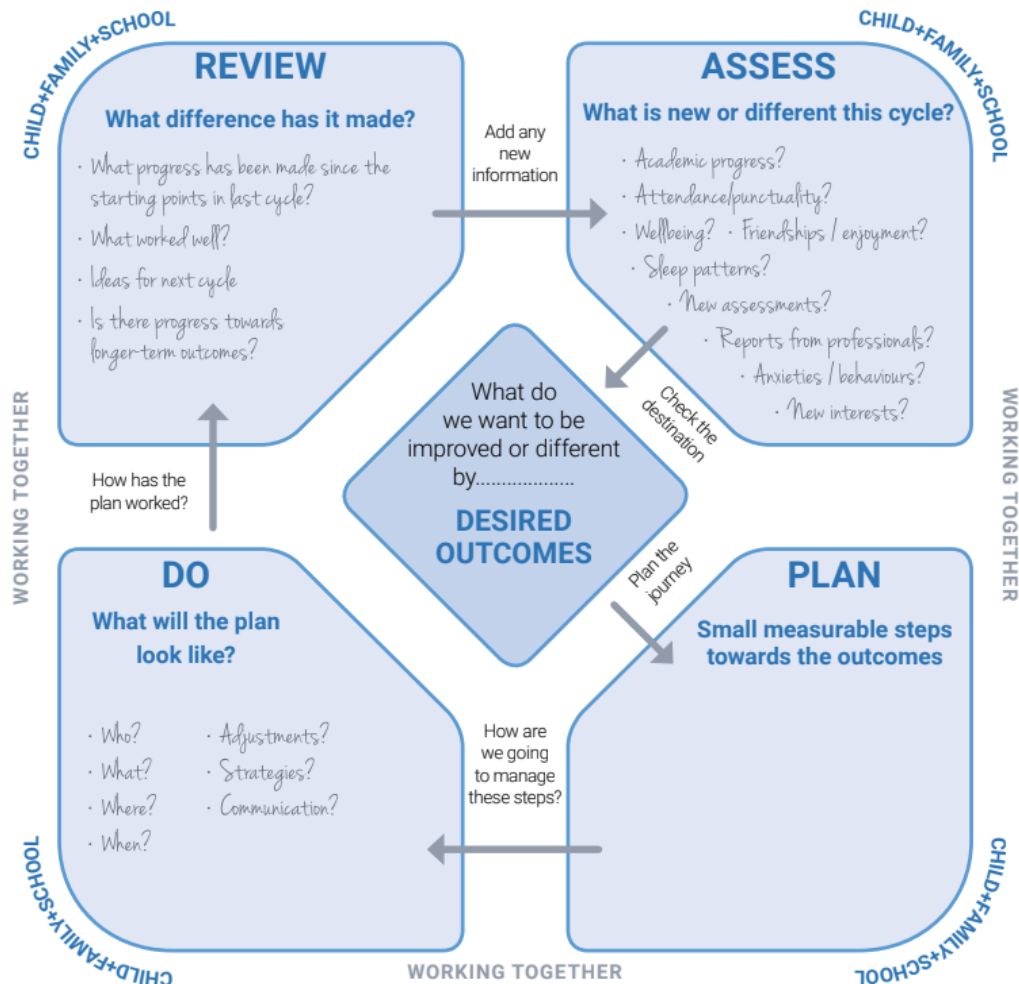 CHILD+FAMILY+SCHOOL
REVIEW
What difference has it made?
· What progress has been made since the
starting points in last cycle?
· What worked well?
· Ideas for next cycle
· Is there progress towards
longer-term outcomes?
Add any
new
information
CHILD+FAMILY+SCHOOL
ASSESS
What is new or different this cycle?
· Academic progress?
· Attendance/punctuality?
· Wellbeing? · Friendships / enjoyment?
· Sleep patterns?
· New assessments?
· Reports from professionals?
· Anxieties / behaviours?
· New interests?
Check the
destination
What do
we want to be
improved or different
by...................
DESIRED
OUTCOMES
Plan the
journey
PLAN
Small measurable steps
towards the outcomes
CHILD+FAMILY+SCHOOL
How are
we going
to manage
these steps?
DO
What will the plan
look like?
· Who?
· What?
· Where?
· When?
· Adjustments?
· Strategies?
· Communication?
CHILD+FAMILY+SCHOOL
How has the
plan worked?
WORKING TOGETHER
WORKING TOGETHER
WORKING TOGETHER